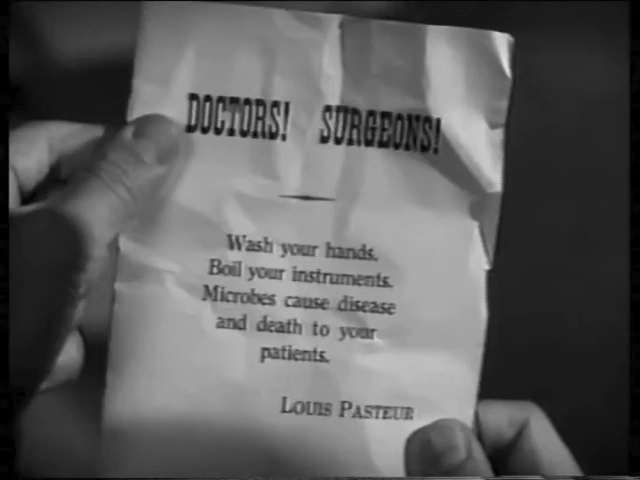 DOCTORS! SURGEONS!
Wash your hands.
Boil your instruments.
Microbes cause disease
and death to your
patients.
LOUIS PASTEUR